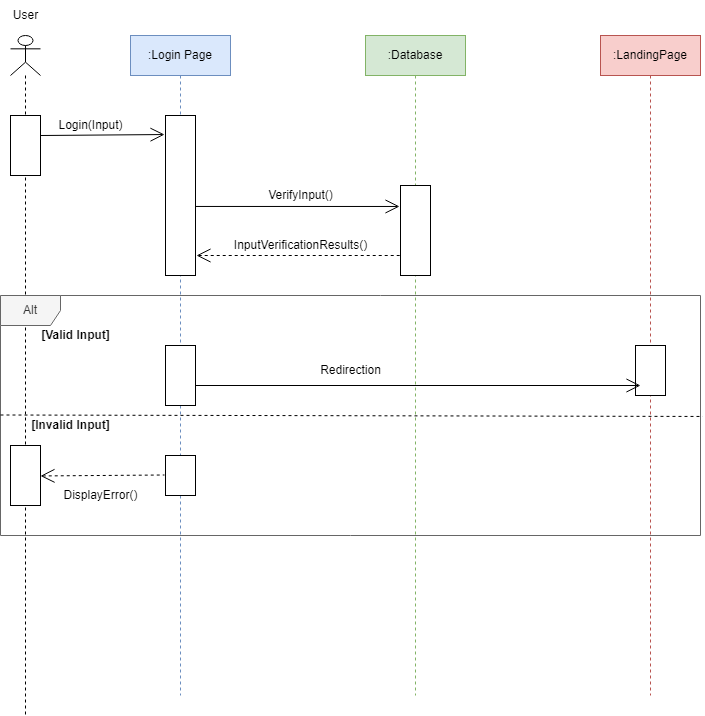 User
:Login Page
:Database
:LandingPage
Login(Input)
VerifyInput()
InputVerificationResults()
Alt
[Valid Input]
Redirection
[Invalid Input]
DisplayError()